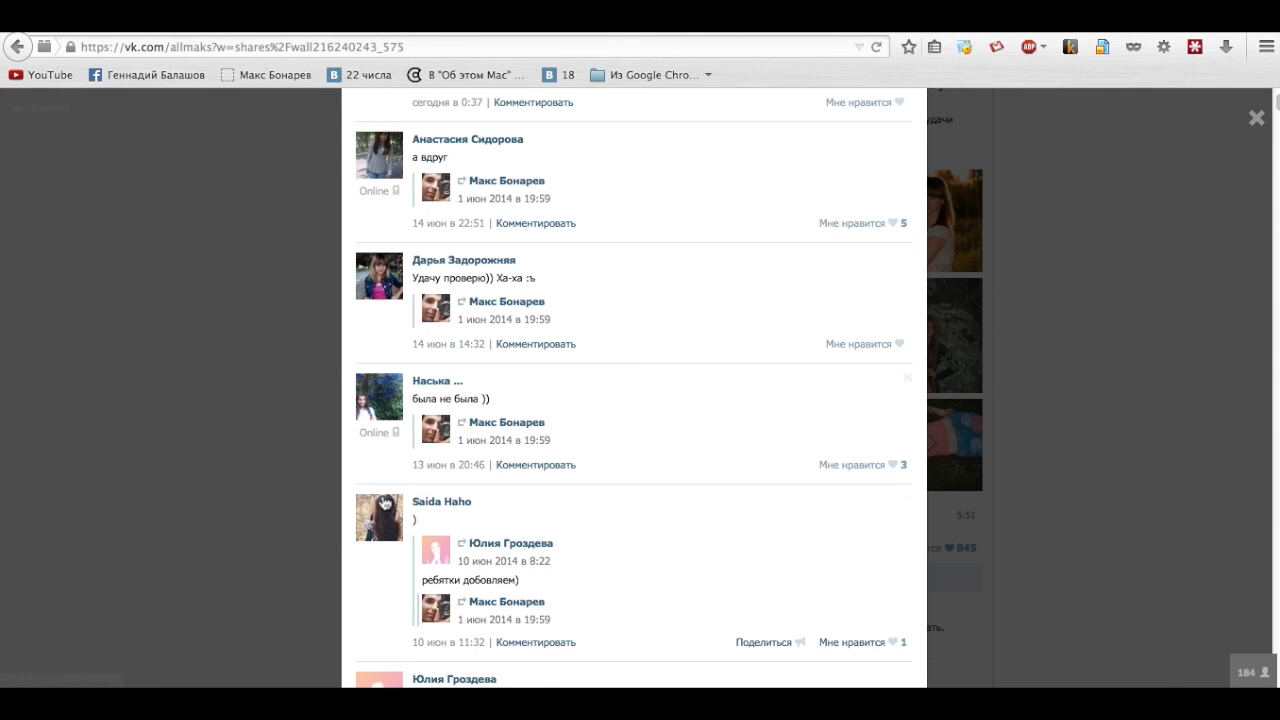 https://vk.com/allmaks?w=shares%2Fwall216240243_575
ABP
YouTube
Геннадий Балашов
Макс Бонарев
В 22 числа
8 "Об этом Mac" ...
В 18
Из Google Chro...
сегодня в 0:37 | Комментировать
Мне нравится
удачи
Анастасия Сидорова
а вдруг
Online
Макс Бонарев
1 июн 2014 в 19:59
14 июн в 22:51 | Комментировать
Мне нравится 5
Дарья Задорожняя
Удачу проверю)) Ха-ха :ъ
Макс Бонарев
1 июн 2014 в 19:59
14 июн в 14:32 | Комментировать
Мне нравится
Наська ...
была не была ))
Online
Макс Бонарев
1 июн 2014 в 19:59
13 июн в 20:46 | Комментировать
Мне нравится 3
Saida Haho
)
Юлия Гроздева
10 июн 2014 в 8:22
ребятки добовляем)
Макс Бонарев
1 июн 2014 в 19:59
10 июн в 11:32 | Комментировать
Поделиться
Мне нравится 1
5:51
845
Юлия Гроздева
184